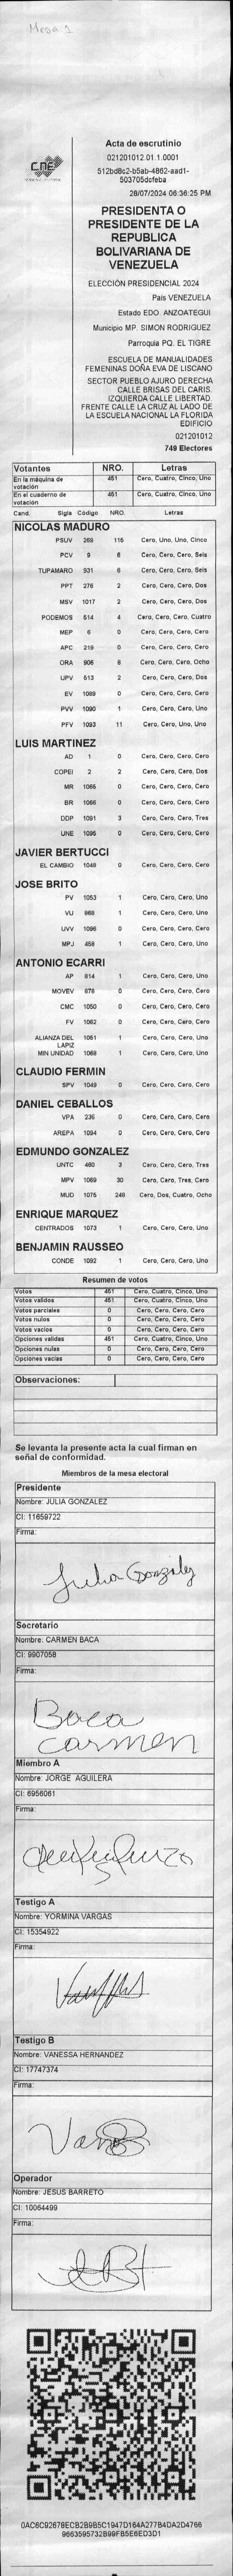 Mesa 1
CNE
Acta de escrutinio
021201012.01.1.0001
512bd8c2-b5ab-4862-aad1-
503705dcfeba
28/07/2024 06:36:25 PM
PRESIDENTA O
PRESIDENTE DE LA
REPUBLICA
BOLIVARIANA DE
VENEZUELA
ELECCIÓN PRESIDENCIAL 2024
País VENEZUELA
Estado EDO. ANZOATEGUI
Municipio MP. SIMON RODRIGUEZ
Parroquia PQ. EL TIGRE
ESCUELA DE MANUALIDADES
FEMENINAS DOÑA EVA DE LISCANO
SECTOR PUEBLO AJURO DERECHA
CALLE BRISAS DEL CARIS.
IZQUIERDA CALLE LIBERTAD.
FRENTE CALLE LA CRUZ AL LADO DE
LA ESCUELA NACIONAL LA FLORIDA
EDIFICIO
021201012
749 Electores
Votantes NRO. Letras
En la máquina de votación 451 Cero, Cuatro, Cinco, Uno
En el cuaderno de votación 451 Cero, Cuatro, Cinco, Uno
Cand. Sigla Código NRO. Letras
NICOLAS MADURO
PSUV 269 115 Cero, Uno, Uno, Cinco
PCV 9 6 Cero, Cero, Cero, Seis
TUPAMARO 931 6 Cero, Cero, Cero, Seis
PPT 276 2 Cero, Cero, Cero, Dos
MSV 1017 2 Cero, Cero, Cero, Dos
PODEMOS 514 4 Cero, Cero, Cero, Cuatro
MEP 6 0 Cero, Cero, Cero, Cero
APC 219 0 Cero, Cero, Cero, Cero
ORA 906 8 Cero, Cero, Cero, Ocho
UPV 513 2 Cero, Cero, Cero, Dos
EV 1089 0 Cero, Cero, Cero, Cero
PVV 1090 1 Cero, Cero, Cero, Uno
PFV 1093 11 Cero, Cero, Uno, Uno
LUIS MARTINEZ
AD 1 0 Cero, Cero, Cero, Cero
COPEI 2 2 Cero, Cero, Cero, Dos
MR 1065 0 Cero, Cero, Cero, Cero
BR 1066 0 Cero, Cero, Cero, Cero
DDP 1091 3 Cero, Cero, Cero, Tres
UNE 1095 0 Cero, Cero, Cero, Cero
JAVIER BERTUCCI
EL CAMBIO 1048 0 Cero, Cero, Cero, Cero
JOSE BRITO
PV 1053 1 Cero, Cero, Cero, Uno
VU 868 1 Cero, Cero, Cero, Uno
UVV 1096 0 Cero, Cero, Cero, Cero
MPJ 458 1 Cero, Cero, Cero, Uno
ANTONIO ECARRI
AP 814 1 Cero, Cero, Cero, Uno
MOVEV 878 0 Cero, Cero, Cero, Cero
CMC 1050 0 Cero, Cero, Cero, Cero
FV 1062 0 Cero, Cero, Cero, Cero
ALIANZA DEL LAPIZ 1051 1 Cero, Cero, Cero, Uno
MIN UNIDAD 1068 1 Cero, Cero, Cero, Uno
CLAUDIO FERMIN
SPV 1049 0 Cero, Cero, Cero, Cero
DANIEL CEBALLOS
VPA 236 0 Cero, Cero, Cero, Cero
AREPA 1094 0 Cero, Cero, Cero, Cero
EDMUNDO GONZALEZ
UNTC 460 3 Cero, Cero, Cero, Tres
MPV 1069 30 Cero, Cero, Tres, Cero
MUD 1075 248 Cero, Dos, Cuatro, Ocho
ENRIQUE MARQUEZ
CENTRADOS 1073 1 Cero, Cero, Cero, Uno
BENJAMIN RAUSSEO
CONDE 1092 1 Cero, Cero, Cero, Uno
Resumen de votos
Votos 451 Cero, Cuatro, Cinco, Uno
Votos validos 451 Cero, Cuatro, Cinco, Uno
Votos parciales 0 Cero, Cero, Cero, Cero
Votos nulos 0 Cero, Cero, Cero, Cero
Votos vacios 0 Cero, Cero, Cero, Cero
Opciones validas 451 Cero, Cuatro, Cinco, Uno
Opciones nulas 0 Cero, Cero, Cero, Cero
Opciones vacias 0 Cero, Cero, Cero, Cero
Observaciones:
Se levanta la presente acta la cual firman en
señal de conformidad.
Miembros de la mesa electoral
Presidente
Nombre: JULIA GONZALEZ
CI: 11659722
Firma:
Julia Gonzalez
Secretario
Nombre: CARMEN BACA
CI: 9907058
Firma:
Baca
Carmen
Miembro A
Nombre: JORGE AGUILERA
CI: 6956061
Firma:
Testigo A
Nombre: YORMINA VARGAS
CI: 15354922
Firma:
Testigo B
Nombre: VANESSA HERNANDEZ
CI: 17747374
Firma:
Operador
Nombre: JESUS BARRETO
CI: 10064499
Firma:
0AC6C92678ECB2B9B5C1947D164A277B4DA2D4766
9663595732B99FB5E6ED3D1